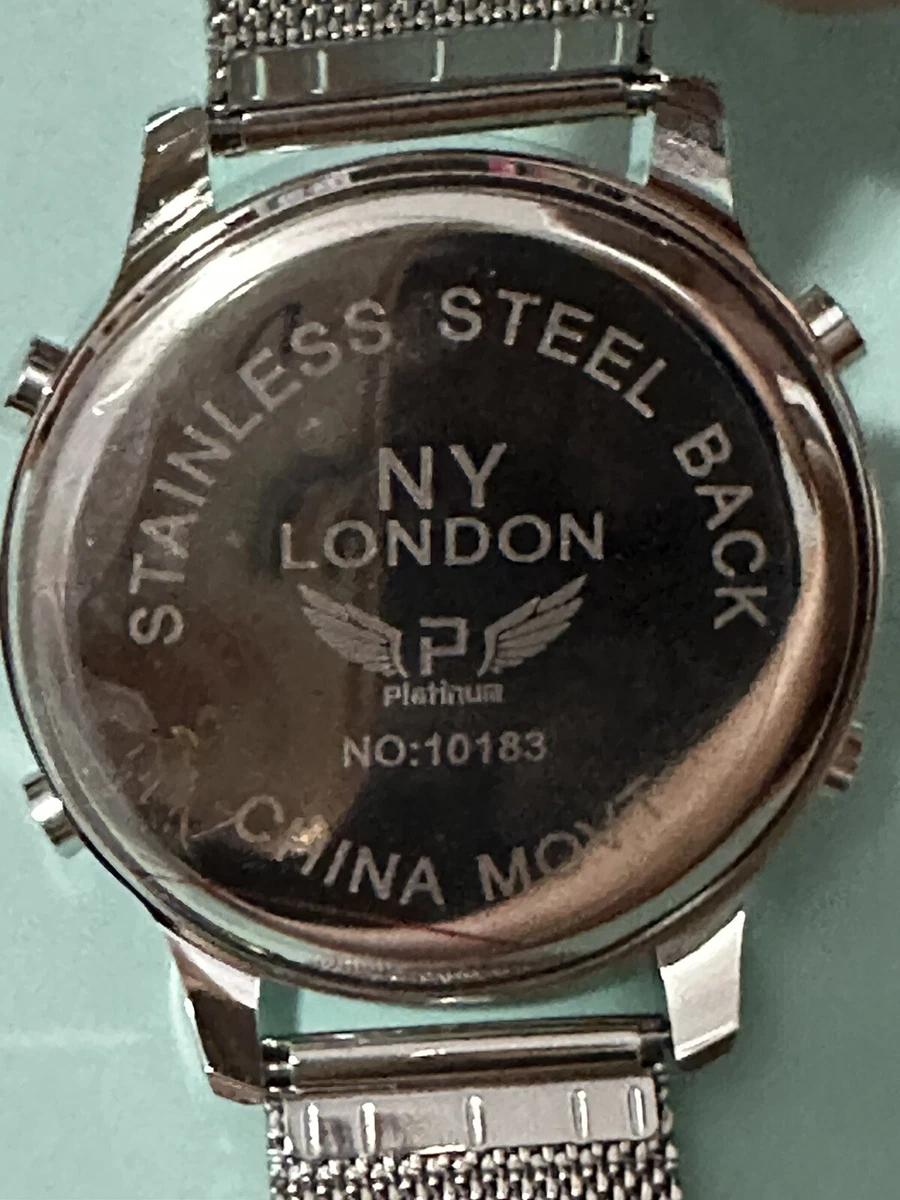 STAINLESS STEEL BACK
NY
LONDON
P
Platinum
NO:10183
CHINA MOVT